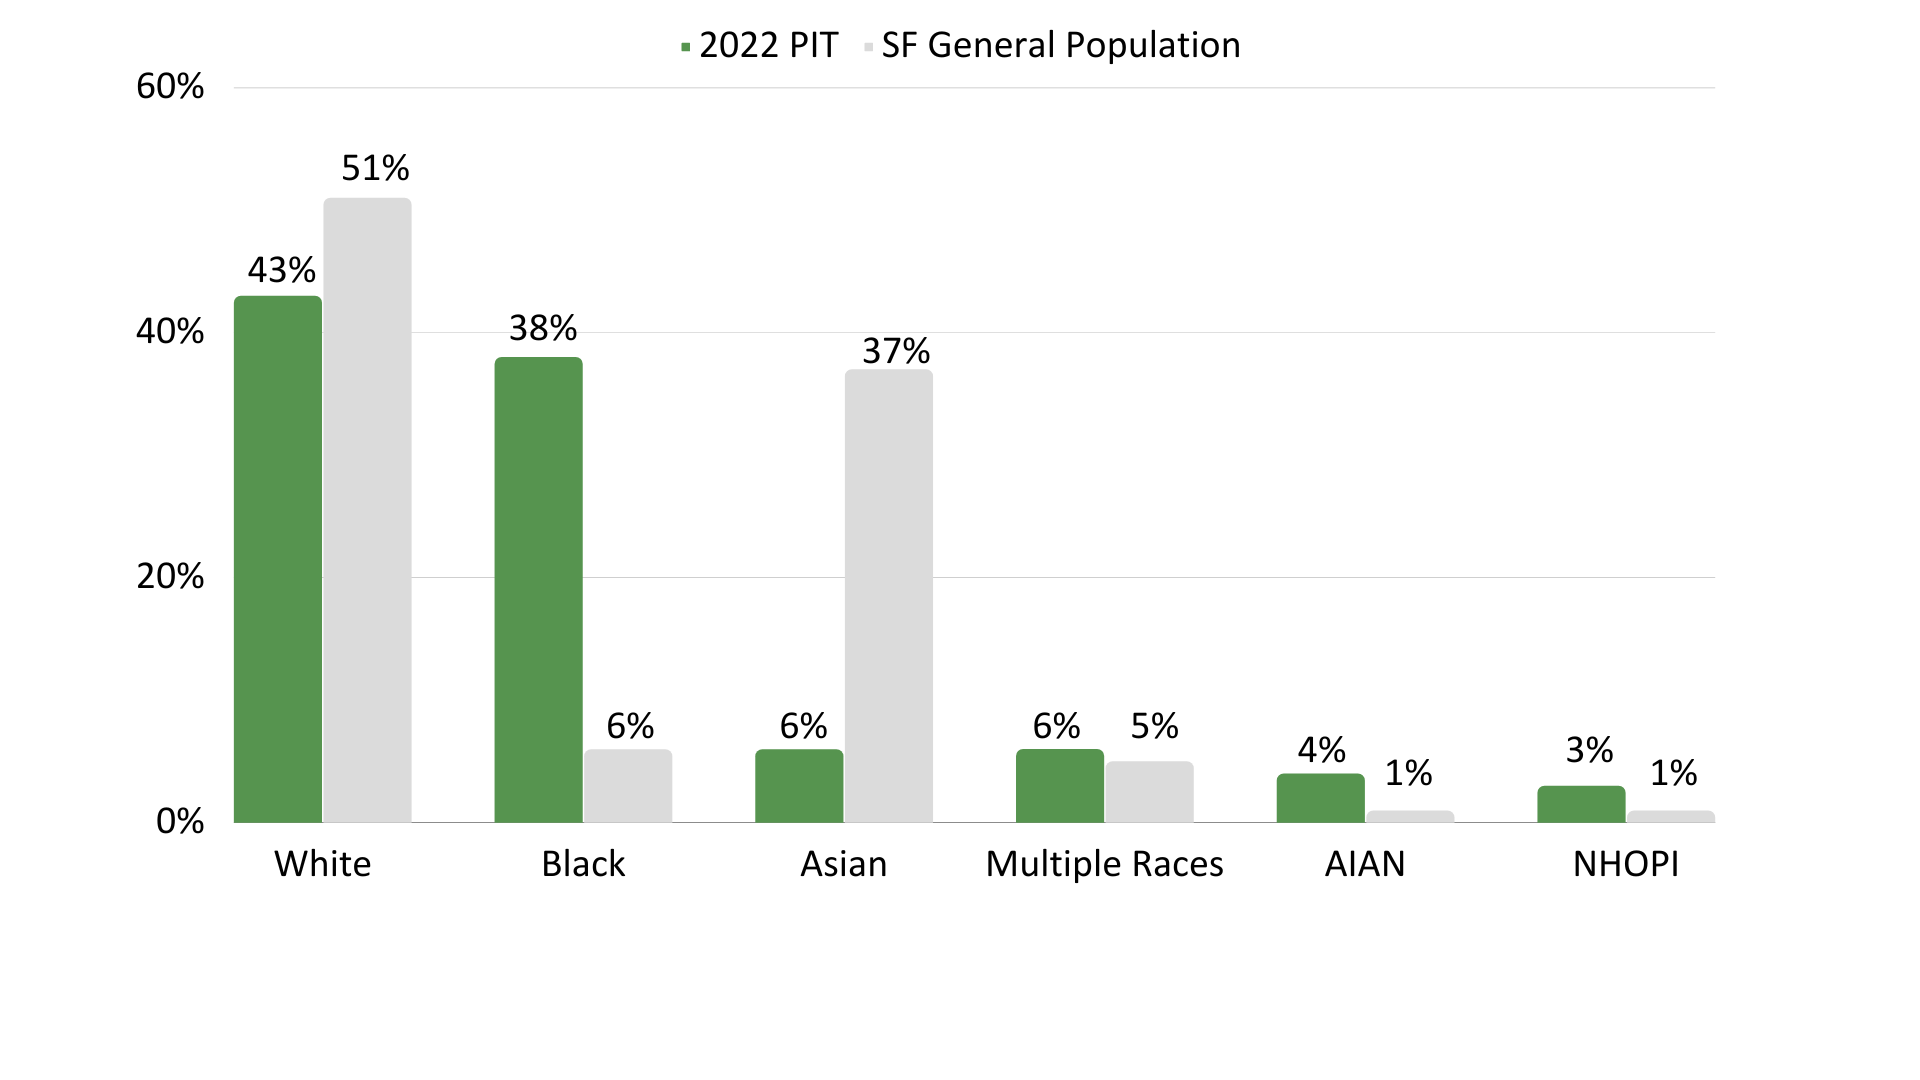 2022 PIT SF General Population
60%
51%
43%
40%
38%
37%
20%
6%
6%
6%
5%
4%
1%
3%
1%
0%
White
Black
Asian
Multiple Races
AIAN
NHOPI